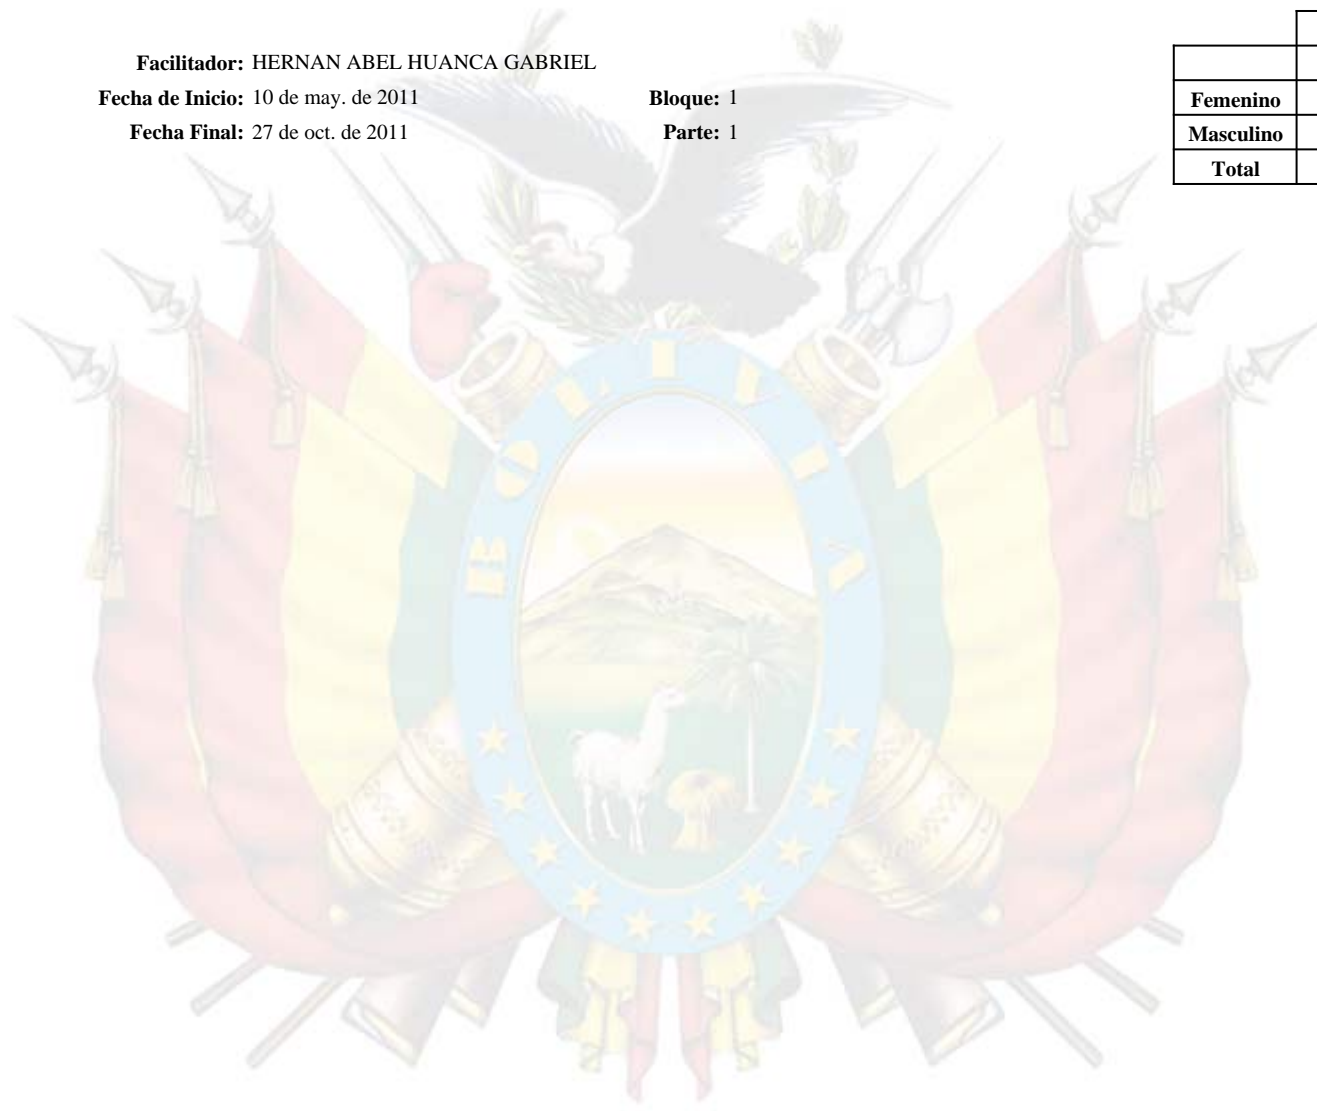 Facilitador: HERNAN ABEL HUANCA GABRIEL
Fecha de Inicio: 10 de may. de 2011 Bloque: 1
Fecha Final: 27 de oct. de 2011 Parte: 1
Femenino
Masculino
Total
BOLIVIA